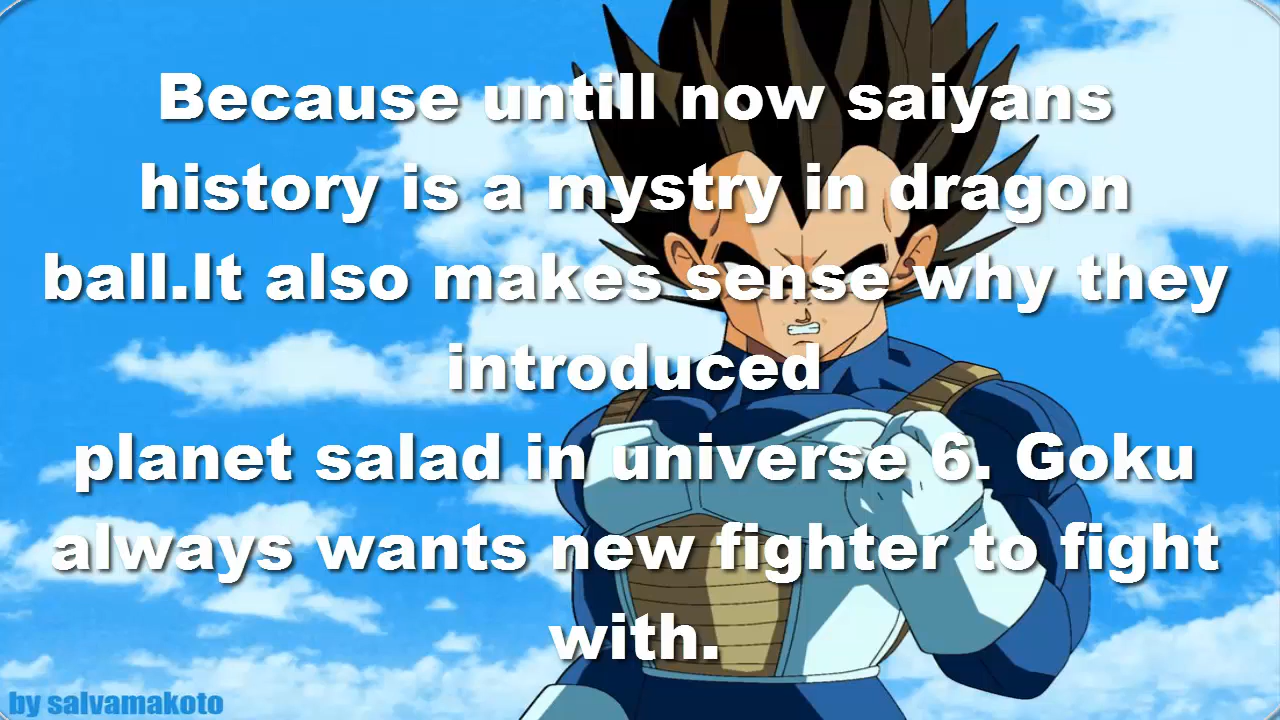 Because untill now saiyans
history is a mystry in dragon
ball.It also makes sense why they
introduced
planet salad in universe 6. Goku
always wants new fighter to fight
with.
by salvamakoto